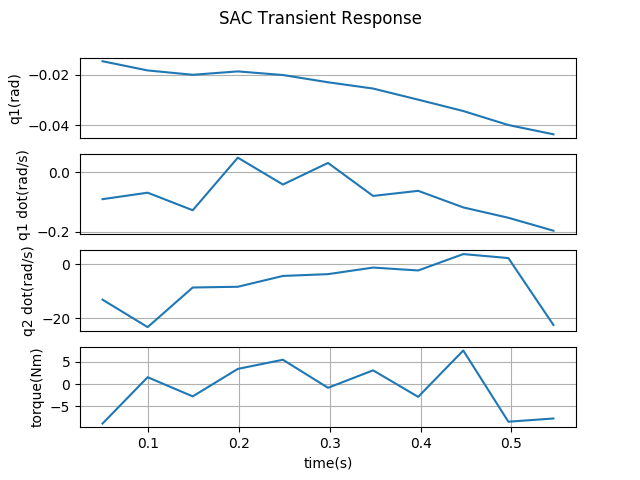 SAC Transient Response
q1(rad)
−0.02
−0.04
q1 dot(rad/s)
0.0
−0.2
q2 dot(rad/s)
0
−20
torque(Nm)
5
0
−5
0.1 0.2 0.3 0.4 0.5
time(s)